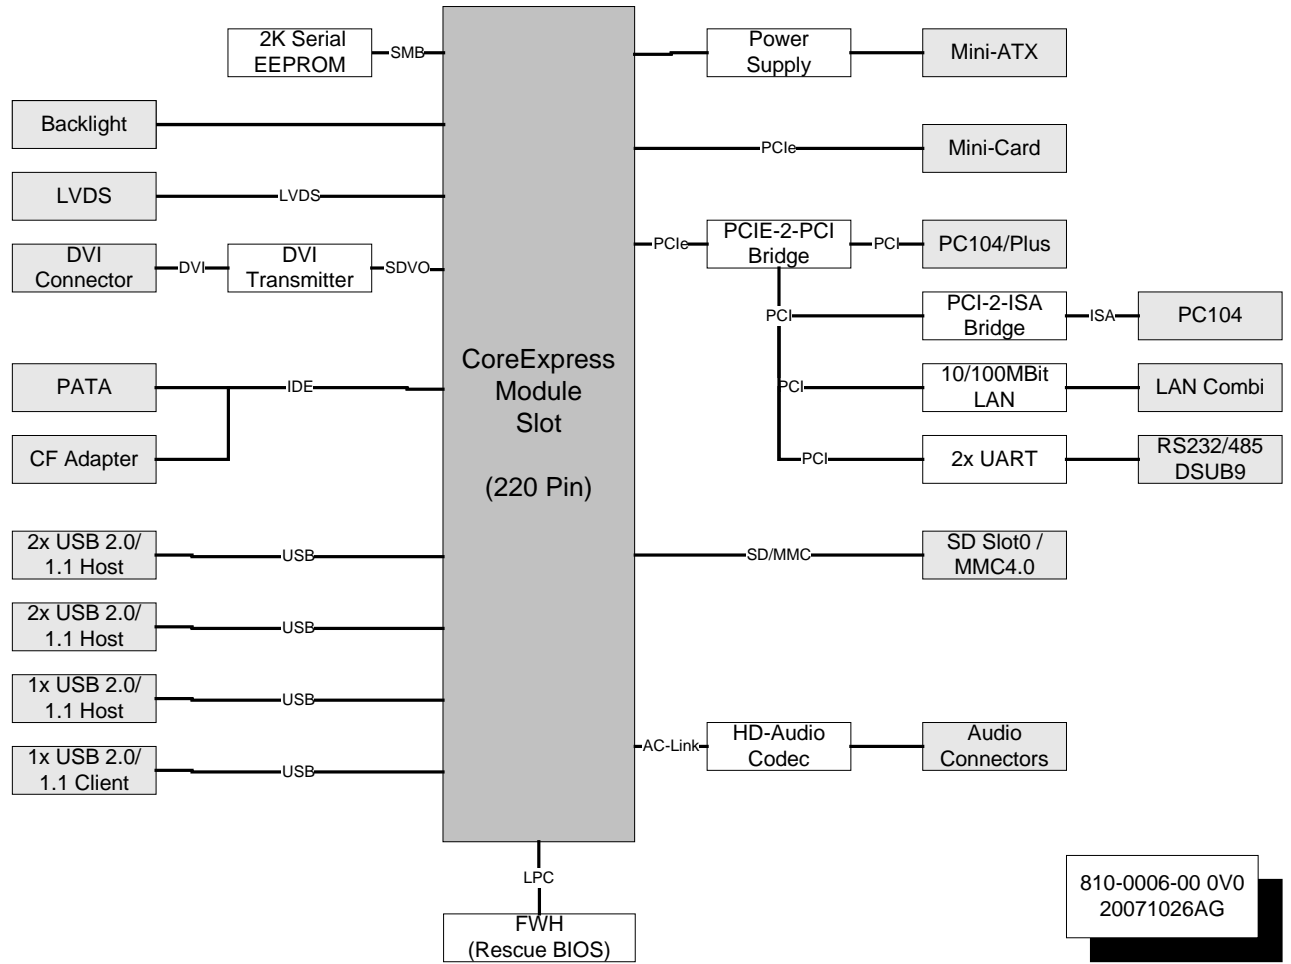 2K Serial
EEPROM
SMB
Backlight
LVDS
LVDS
DVI
Connector
DVI
DVI
Transmitter
SDVO
PATA
IDE
CF Adapter
2x USB 2.0/
1.1 Host
USB
2x USB 2.0/
1.1 Host
USB
1x USB 2.0/
1.1 Host
USB
1x USB 2.0/
1.1 Client
USB
CoreExpress
Module
Slot
(220 Pin)
LPC
FWH
(Rescue BIOS)
Power
Supply
Mini-ATX
PCIe
Mini-Card
PCIe
PCIE-2-PCI
Bridge
PCI
PC104/Plus
PCI
PCI-2-ISA
Bridge
ISA
PC104
PCI
10/100MBit
LAN
LAN Combi
PCI
2x UART
RS232/485
DSUB9
SD/MMC
SD Slot0 /
MMC4.0
AC-Link
HD-Audio
Codec
Audio
Connectors
810-0006-00 0V0
20071026AG